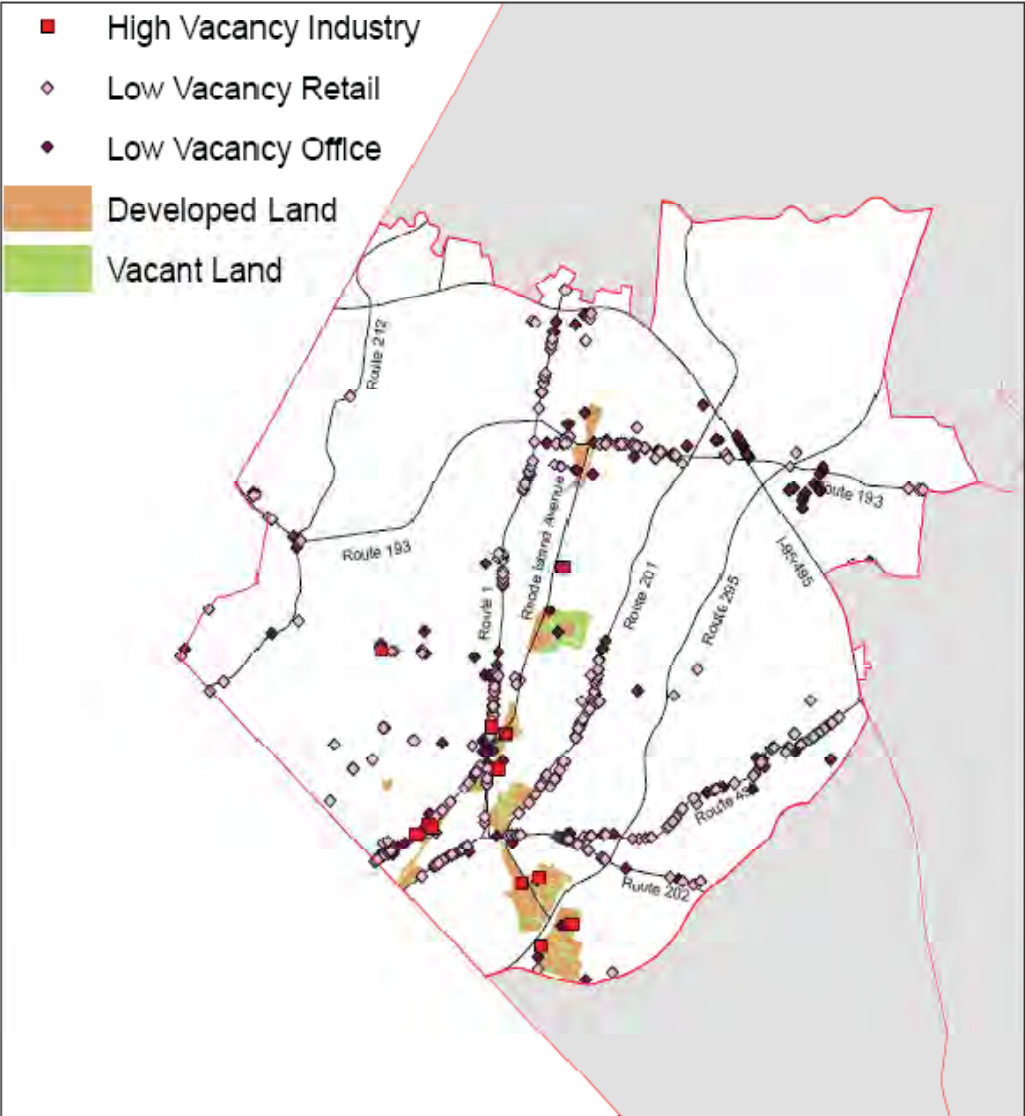 High Vacancy Industry
Low Vacancy Retail
Low Vacancy Office
Developed Land
Vacant Land
Route 212
Route 193
Route 193
Route 1
Rhode Island Avenue
Route 201
Route 295
I-95/495
Route
Route 202